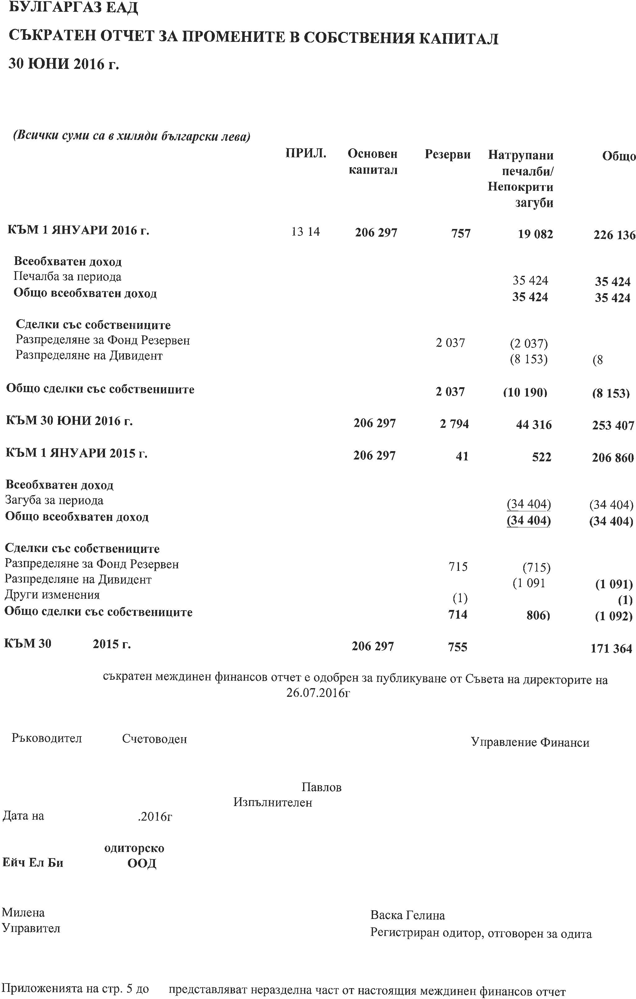 БУЛГАРГАЗ ЕАД
СЪКРАТЕН ОТЧЕТ ЗА ПРОМЕНИТЕ В СОБСТВЕНИЯ КАПИТАЛ
30 ЮНИ 2016 г.
(Всички суми са в хиляди български лева)
ПРИЛ. Основен Резерви Натрупани Общо
капитал печалби/
Непокрити
загуби
КЪМ 1 ЯНУАРИ 2016 г. 13 14 206 297 757 19 082 226 136
Всеобхватен доход
Печалба за периода 35 424 35 424
Общо всеобхватен доход 35 424 35 424
Сделки със собствениците
Разпределяне за Фонд Резервен 2 037 (2 037)
Разпределяне на Дивидент (8 153) (8
Общо сделки със собствениците 2 037 (10 190) (8 153)
КЪМ 30 ЮНИ 2016 г. 206 297 2 794 44 316 253 407
КЪМ 1 ЯНУАРИ 2015 г. 206 297 41 522 206 860
Всеобхватен доход
Загуба за периода (34 404) (34 404)
Общо всеобхватен доход (34 404) (34 404)
Сделки със собствениците
Разпределяне за Фонд Резервен 715 (715)
Разпределяне на Дивидент (1 091 (1 091)
Други изменения (1) (1)
Общо сделки със собствениците 714 806) (1 092)
КЪМ 30 2015 г. 206 297 755 171 364
съкратен междинен финансов отчет е одобрен за публикуване от Съвета на директорите на
26.07.2016г
Ръководител Счетоводен Управление Финанси
Павлов
Изпълнителен
Дата на .2016г
одиторско
Ейч Ел Би ООД
Милена Васка Гелина
Управител Регистриран одитор, отговорен за одита
Приложенията на стр. 5 до представляват неразделна част от настоящия междинен финансов отчет